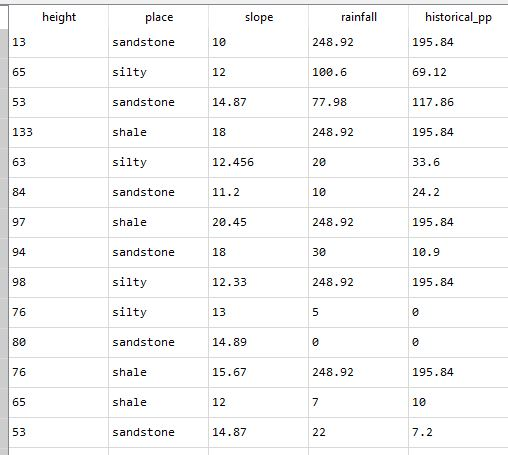 height place slope rainfall historical_pp
13 sandstone 10 248.92 195.84
65 silty 12 100.6 69.12
53 sandstone 14.87 77.98 117.86
133 shale 18 248.92 195.84
63 silty 12.456 20 33.6
84 sandstone 11.2 10 24.2
97 shale 20.45 248.92 195.84
94 sandstone 18 30 10.9
98 silty 12.33 248.92 195.84
76 silty 13 5 0
80 sandstone 14.89 0 0
76 shale 15.67 248.92 195.84
65 shale 12 7 10
53 sandstone 14.87 22 7.2